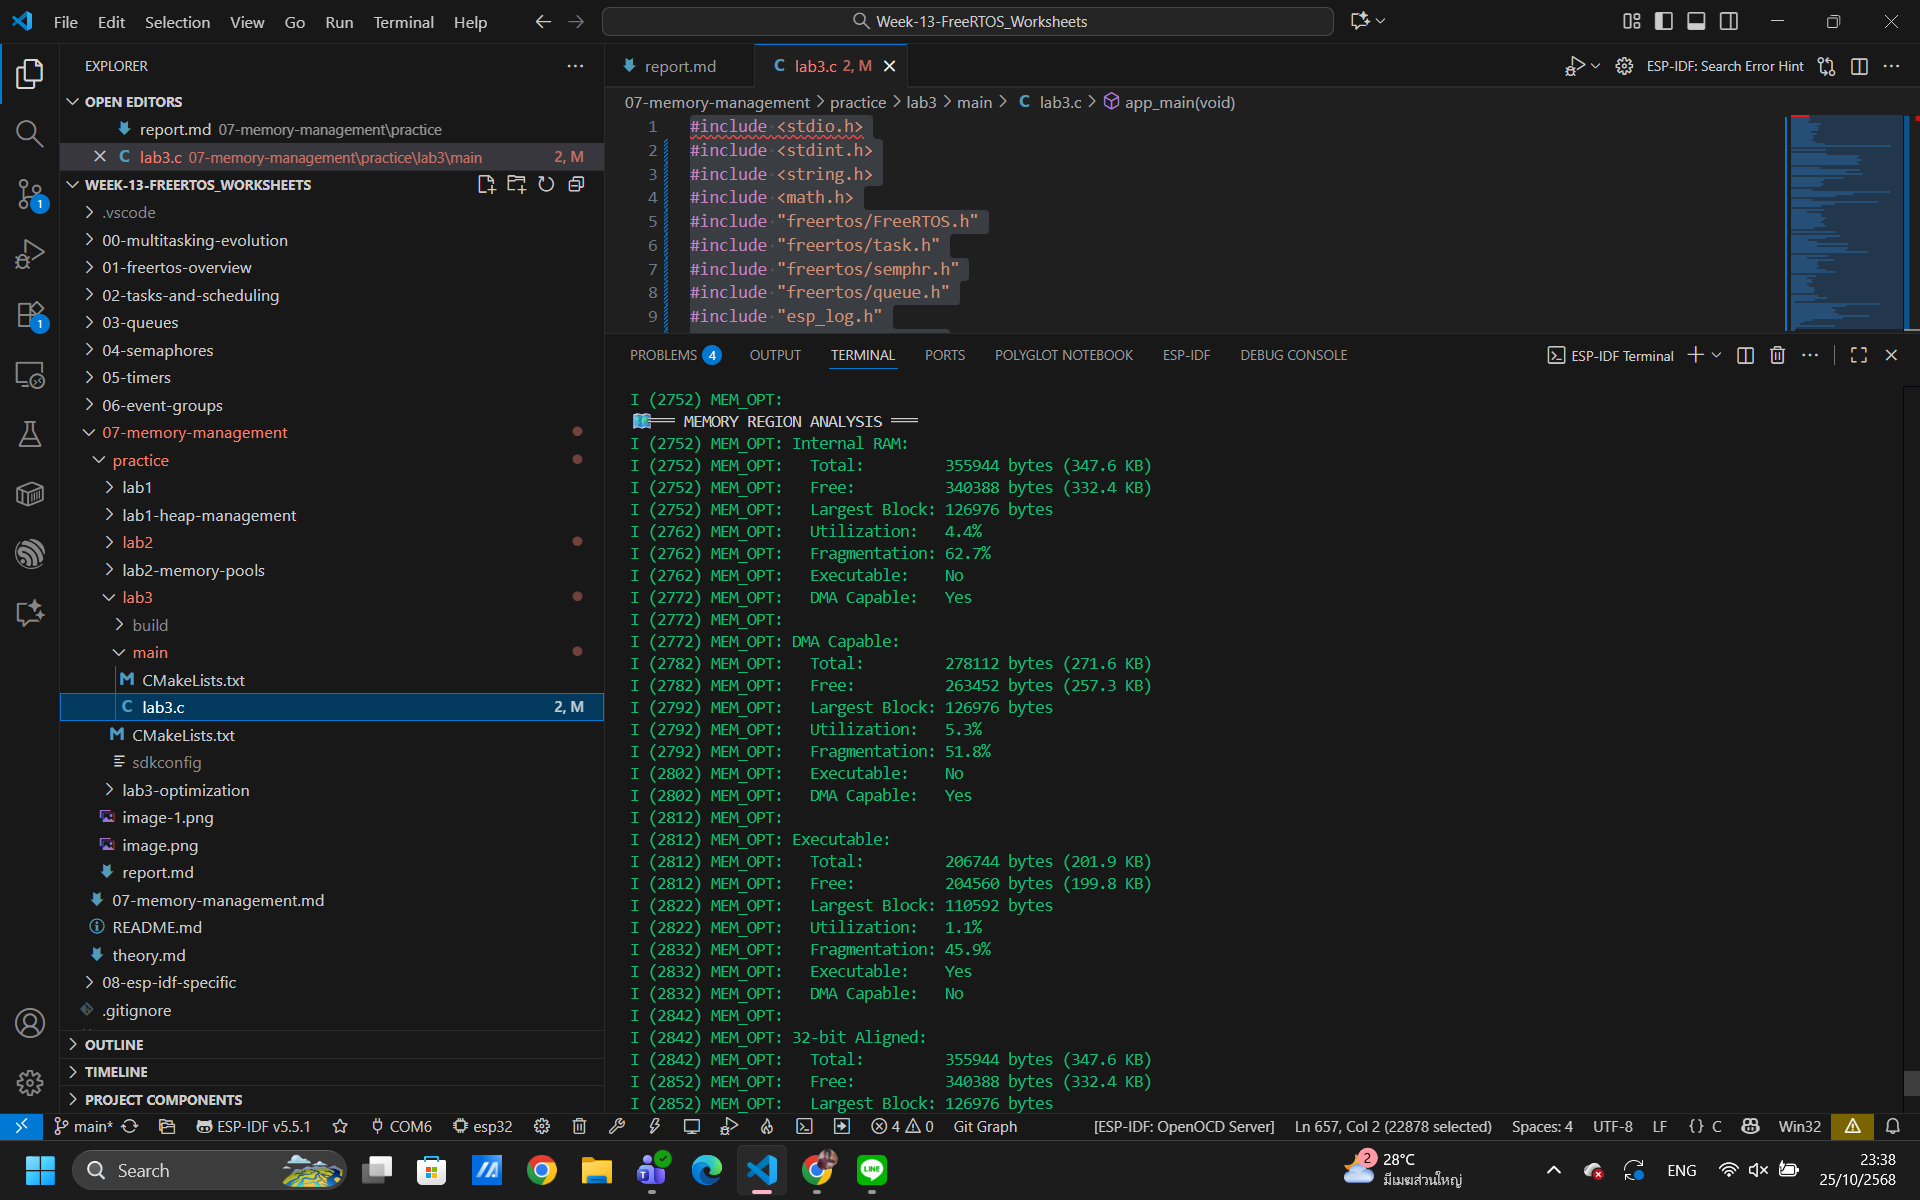 File Edit Selection View Go Run Terminal Help
Week-13-FreeRTOS_Worksheets
EXPLORER
OPEN EDITORS
report.md 07-memory-management\practice
lab3.c 07-memory-management\practice\lab3\main 2, M
WEEK-13-FREERTOS_WORKSHEETS
.vscode
00-multitasking-evolution
01-freertos-overview
02-tasks-and-scheduling
03-queues
04-semaphores
05-timers
06-event-groups
07-memory-management
practice
lab1
lab1-heap-management
lab2
lab2-memory-pools
lab3
build
main
CMakeLists.txt
lab3.c 2, M
CMakeLists.txt
sdkconfig
lab3-optimization
image-1.png
image.png
report.md
07-memory-management.md
README.md
theory.md
08-esp-idf-specific
.gitignore
OUTLINE
TIMELINE
PROJECT COMPONENTS
1
1
report.md
lab3.c 2, M
ESP-IDF: Search Error Hint
07-memory-management > practice > lab3 > main > C lab3.c > app_main(void)
1 #include <stdio.h>
2 #include <stdint.h>
3 #include <string.h>
4 #include <math.h>
5 #include "freertos/FreeRTOS.h"
6 #include "freertos/task.h"
7 #include "freertos/semphr.h"
8 #include "freertos/queue.h"
9 #include "esp_log.h"
PROBLEMS 4 OUTPUT TERMINAL PORTS POLYGLOT NOTEBOOK ESP-IDF DEBUG CONSOLE
ESP-IDF Terminal
I (2752) MEM_OPT:
═══ MEMORY REGION ANALYSIS ═══
I (2752) MEM_OPT: Internal RAM:
I (2752) MEM_OPT:   Total:         355944 bytes (347.6 KB)
I (2752) MEM_OPT:   Free:          340388 bytes (332.4 KB)
I (2752) MEM_OPT:   Largest Block: 126976 bytes
I (2762) MEM_OPT:   Utilization:   4.4%
I (2762) MEM_OPT:   Fragmentation: 62.7%
I (2762) MEM_OPT:   Executable:    No
I (2772) MEM_OPT:   DMA Capable:   Yes
I (2772) MEM_OPT:
I (2772) MEM_OPT: DMA Capable:
I (2782) MEM_OPT:   Total:         278112 bytes (271.6 KB)
I (2782) MEM_OPT:   Free:          263452 bytes (257.3 KB)
I (2792) MEM_OPT:   Largest Block: 126976 bytes
I (2792) MEM_OPT:   Utilization:   5.3%
I (2792) MEM_OPT:   Fragmentation: 51.8%
I (2802) MEM_OPT:   Executable:    No
I (2802) MEM_OPT:   DMA Capable:   Yes
I (2812) MEM_OPT:
I (2812) MEM_OPT: Executable:
I (2812) MEM_OPT:   Total:         206744 bytes (201.9 KB)
I (2812) MEM_OPT:   Free:          204560 bytes (199.8 KB)
I (2822) MEM_OPT:   Largest Block: 110592 bytes
I (2822) MEM_OPT:   Utilization:   1.1%
I (2832) MEM_OPT:   Fragmentation: 45.9%
I (2832) MEM_OPT:   Executable:    Yes
I (2832) MEM_OPT:   DMA Capable:   No
I (2842) MEM_OPT:
I (2842) MEM_OPT: 32-bit Aligned:
I (2842) MEM_OPT:   Total:         355944 bytes (347.6 KB)
I (2852) MEM_OPT:   Free:          340388 bytes (332.4 KB)
I (2852) MEM_OPT:   Largest Block: 126976 bytes
main* ESP-IDF v5.5.1 COM6 esp32 4 0 Git Graph [ESP-IDF: OpenOCD Server] Ln 657, Col 2 (22878 selected) Spaces: 4 UTF-8 LF {} C Win32
Search
2 28°C
มีเมฆส่วนใหญ่
ENG
23:38
25/10/2568